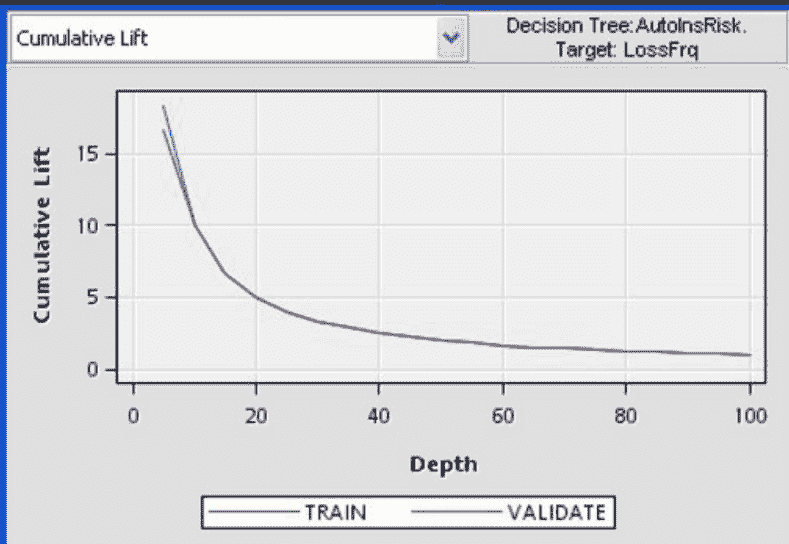 Cumulative Lift
Decision Tree:AutoInsRisk.
Target: LossFrq
Cumulative Lift
15
10
5
0
0 20 40 60 80 100
Depth
TRAIN VALIDATE